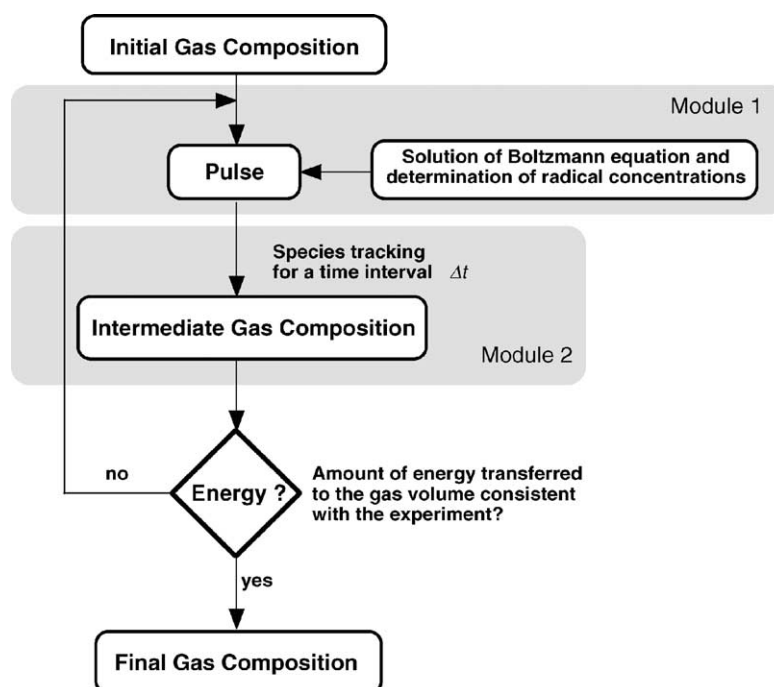 Initial Gas Composition
Module 1
Pulse
Solution of Boltzmann equation and
determination of radical concentrations
Species tracking
for a time interval Δt
Intermediate Gas Composition
Module 2
no
Energy ?
Amount of energy transferred
to the gas volume consistent
with the experiment?
yes
Final Gas Composition